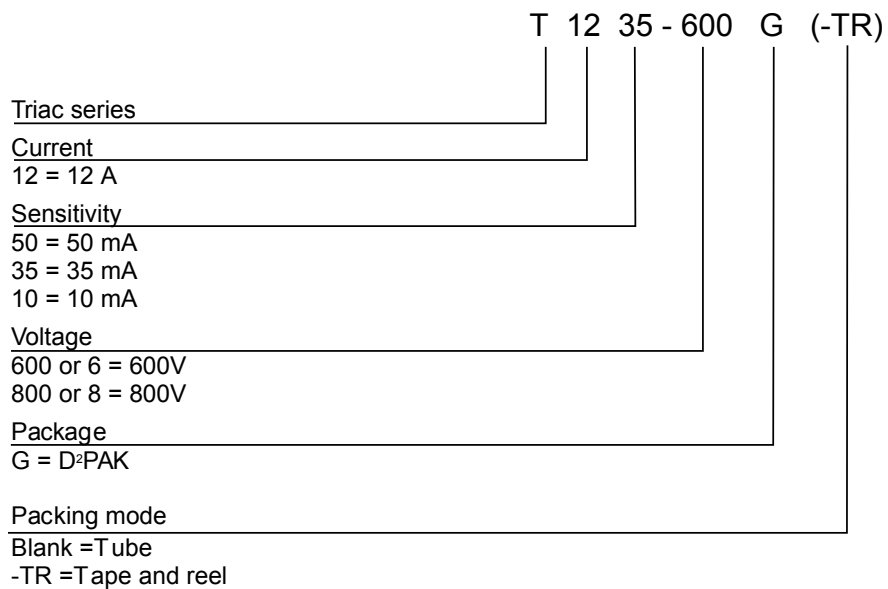 T 12 35 - 600 G (-TR)
Triac series
Current
12 = 12 A
Sensitivity
50 = 50 mA
35 = 35 mA
10 = 10 mA
Voltage
600 or 6 = 600V
800 or 8 = 800V
Package
G = D²PAK
Packing mode
Blank =Tube
-TR =Tape and reel